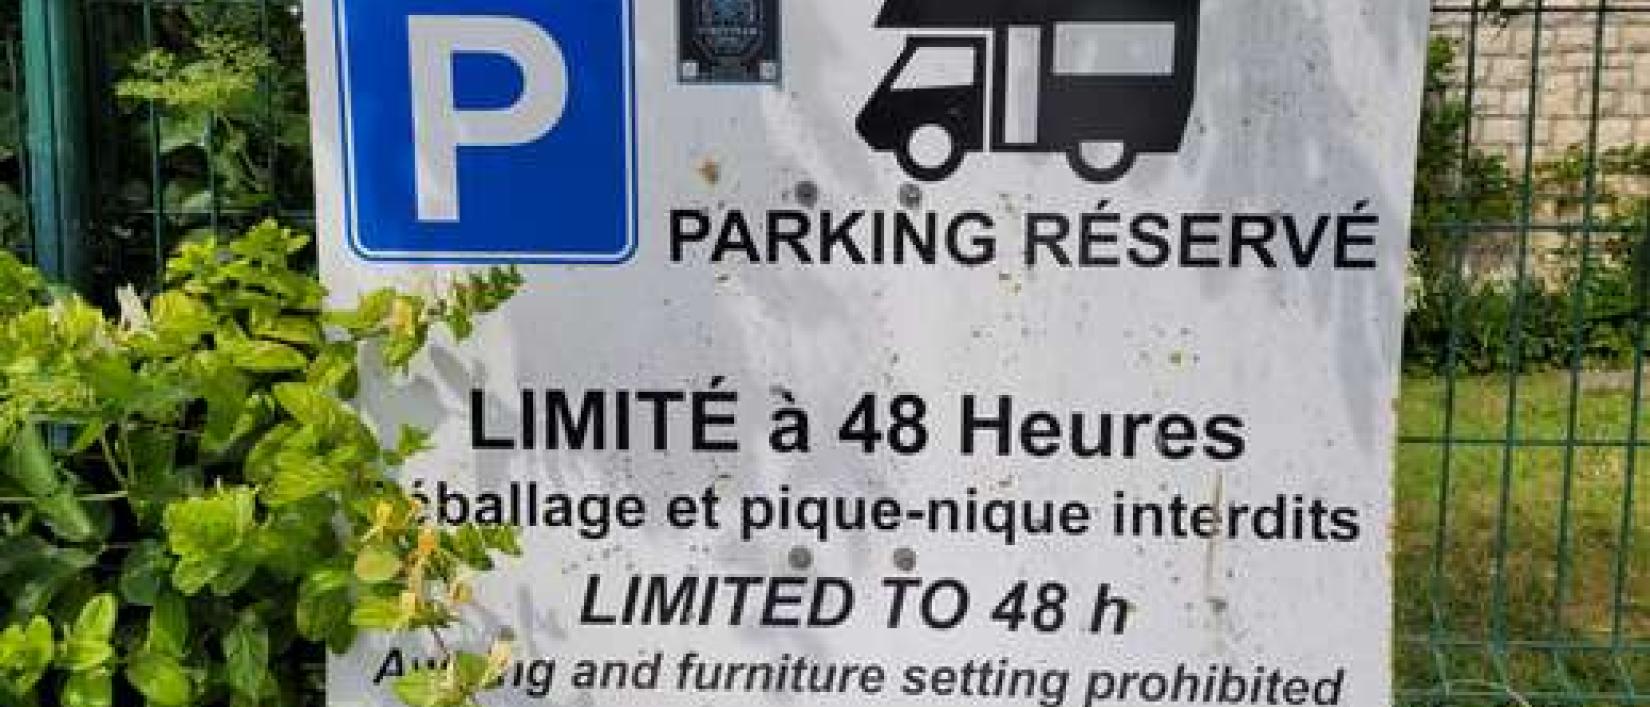 P
PARKING RÉSERVÉ
LIMITÉ à 48 Heures
et pique-nique interdits
LIMITED TO 48 h
and furniture setting prohibited